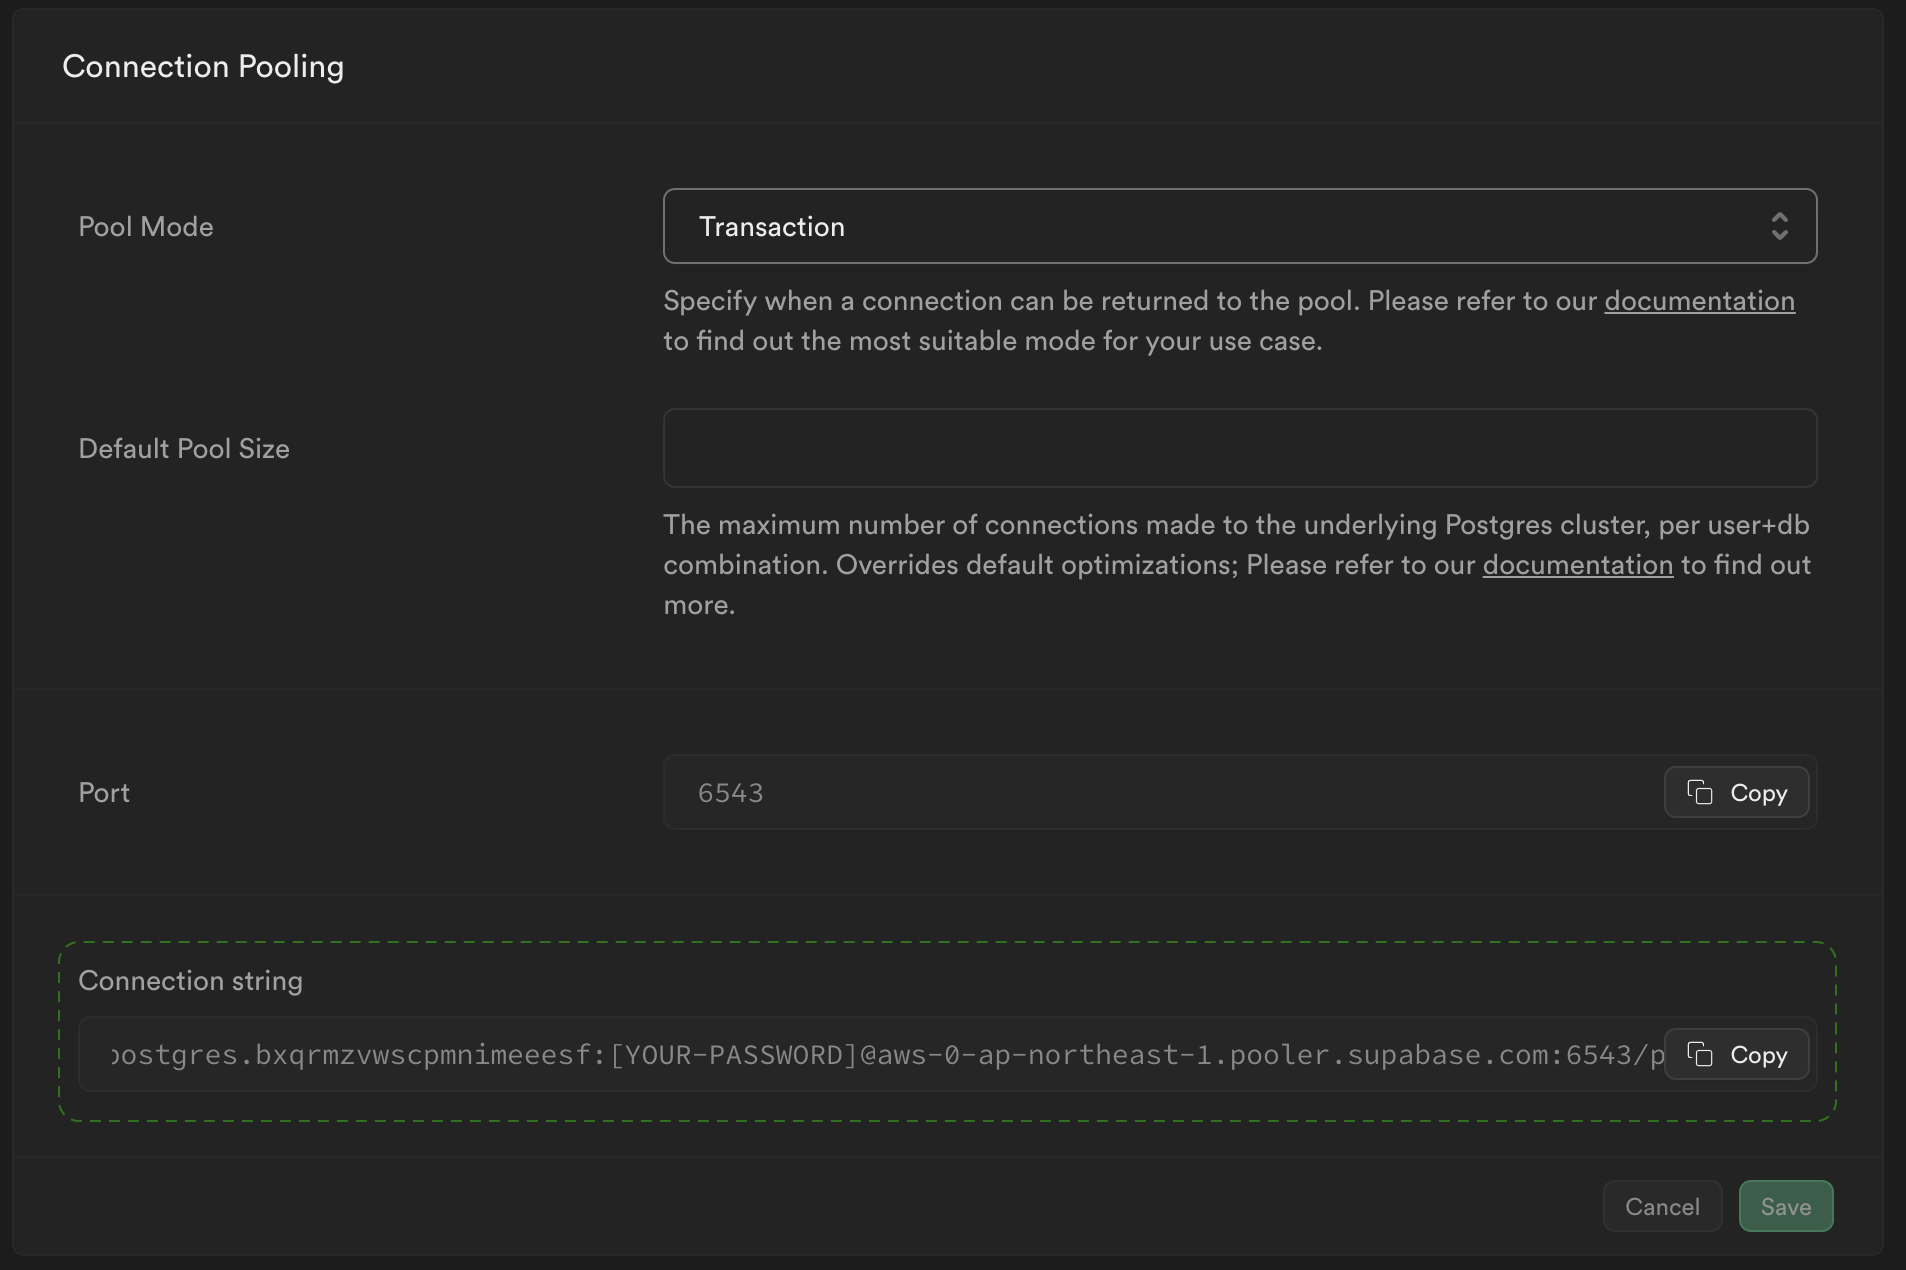 Connection Pooling
Pool Mode
Transaction
Specify when a connection can be returned to the pool. Please refer to our documentation
to find out the most suitable mode for your use case.
Default Pool Size
The maximum number of connections made to the underlying Postgres cluster, per user+db
combination. Overrides default optimizations; Please refer to our documentation to find out
more.
Port
6543
Copy
Connection string
postgres.bxqrmzvwscpmnimeeesf:[YOUR-PASSWORD]@aws-0-ap-northeast-1.pooler.supabase.com:6543/p
Copy
Cancel
Save